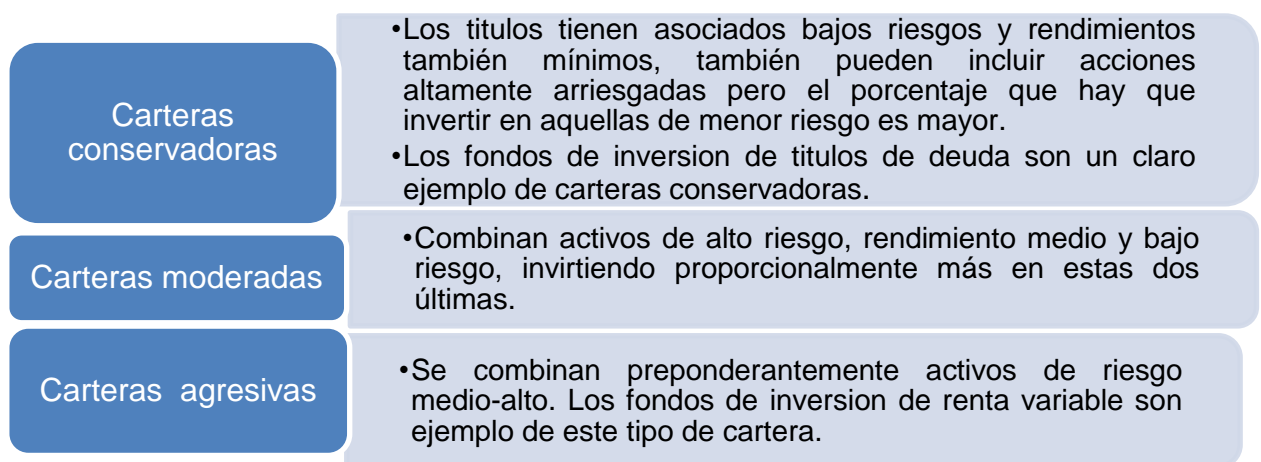 Carteras
conservadoras
•Los titulos tienen asociados bajos riesgos y rendimientos
también mínimos, también pueden incluir acciones
altamente arriesgadas pero el porcentaje que hay que
invertir en aquellas de menor riesgo es mayor.
•Los fondos de inversion de titulos de deuda son un claro
ejemplo de carteras conservadoras.
Carteras moderadas
•Combinan activos de alto riesgo, rendimiento medio y bajo
riesgo, invirtiendo proporcionalmente más en estas dos
últimas.
Carteras agresivas
•Se combinan preponderantemente activos de riesgo
medio-alto. Los fondos de inversion de renta variable son
ejemplo de este tipo de cartera.